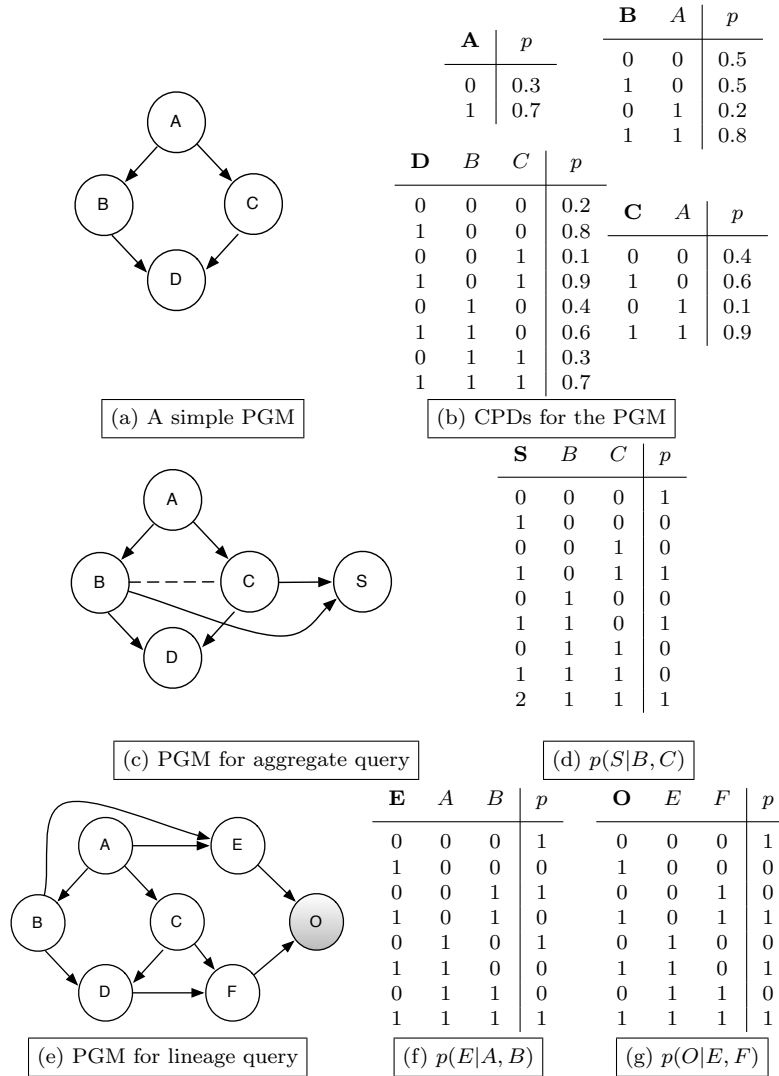 A
B
C
D
A p
0 0.3
1 0.7
B A p
0 0 0.5
1 0 0.5
0 1 0.2
1 1 0.8
D B C p
0 0 0 0.2
1 0 0 0.8
0 0 1 0.1
1 0 1 0.9
0 1 0 0.4
1 1 0 0.6
0 1 1 0.3
1 1 1 0.7
C A p
0 0 0.4
1 0 0.6
0 1 0.1
1 1 0.9
(a) A simple PGM
(b) CPDs for the PGM
A
B C S
D
S B C p
0 0 0 1
1 0 0 0
0 0 1 0
1 0 1 1
0 1 0 0
1 1 0 1
0 1 1 0
1 1 1 0
2 1 1 1
(c) PGM for aggregate query
(d) p(S|B, C)
A E
B C O
D F
E A B p
0 0 0 1
1 0 0 0
0 0 1 1
1 0 1 0
0 1 0 1
1 1 0 0
0 1 1 0
1 1 1 1
O E F p
0 0 0 1
1 0 0 0
0 0 1 0
1 0 1 1
0 1 0 0
1 1 0 1
0 1 1 0
1 1 1 1
(e) PGM for lineage query
(f) p(E|A, B)
(g) p(O|E, F)